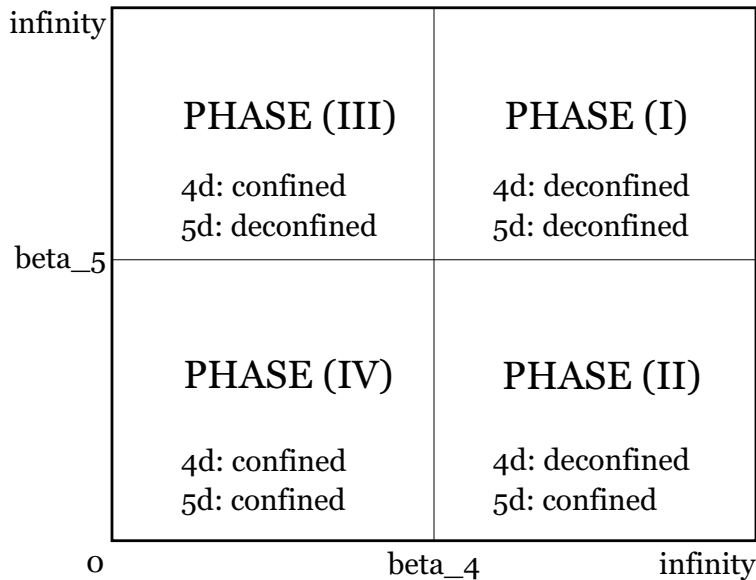 infinity
PHASE (III)
4d: confined
5d: deconfined
PHASE (I)
4d: deconfined
5d: deconfined
beta_5
PHASE (IV)
4d: confined
5d: confined
PHASE (II)
4d: deconfined
5d: confined
0
beta_4
infinity